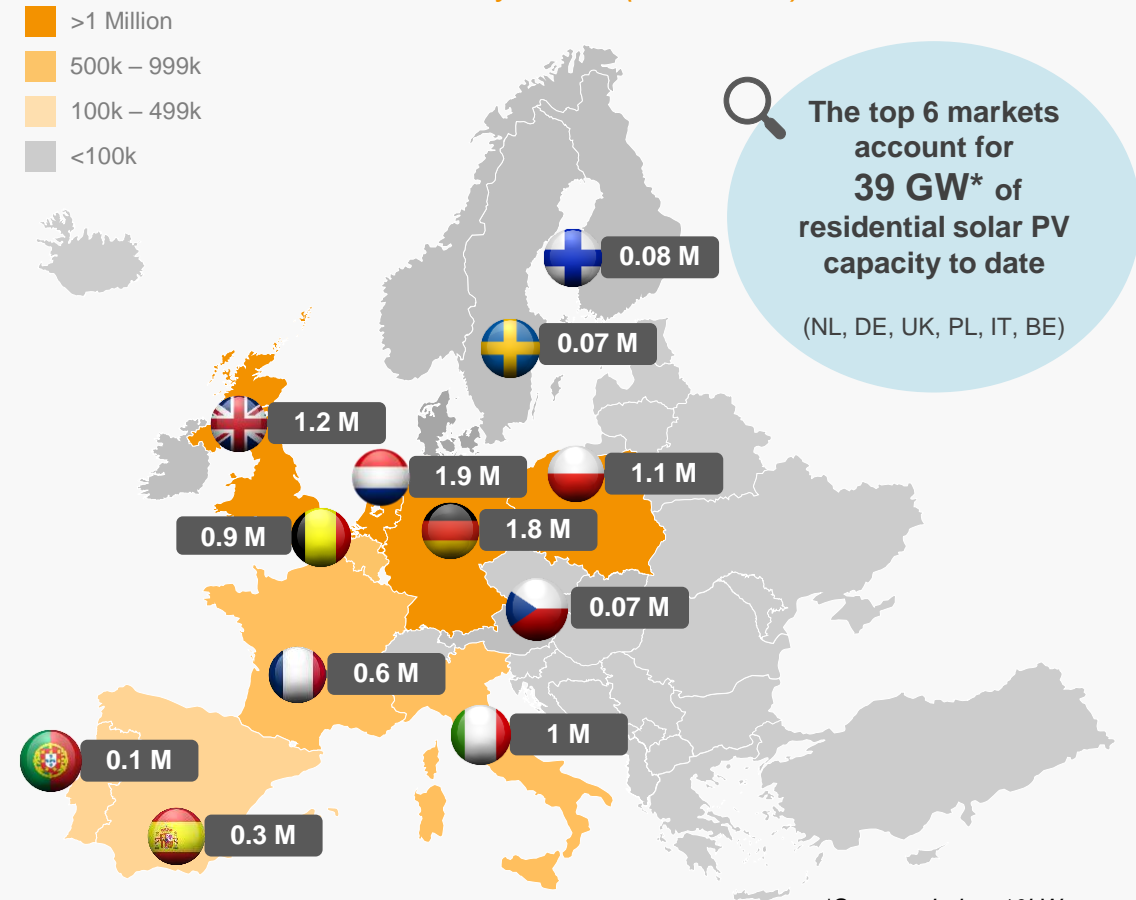 >1 Million
500k – 999k
100k – 499k
<100k
The top 6 markets
account for
39 GW* of
residential solar PV
capacity to date
(NL, DE, UK, PL, IT, BE)
0.08 M
0.07 M
1.2 M
1.9 M
1.1 M
0.9 M
1.8 M
0.07 M
0.6 M
1 M
0.1 M
0.3 M